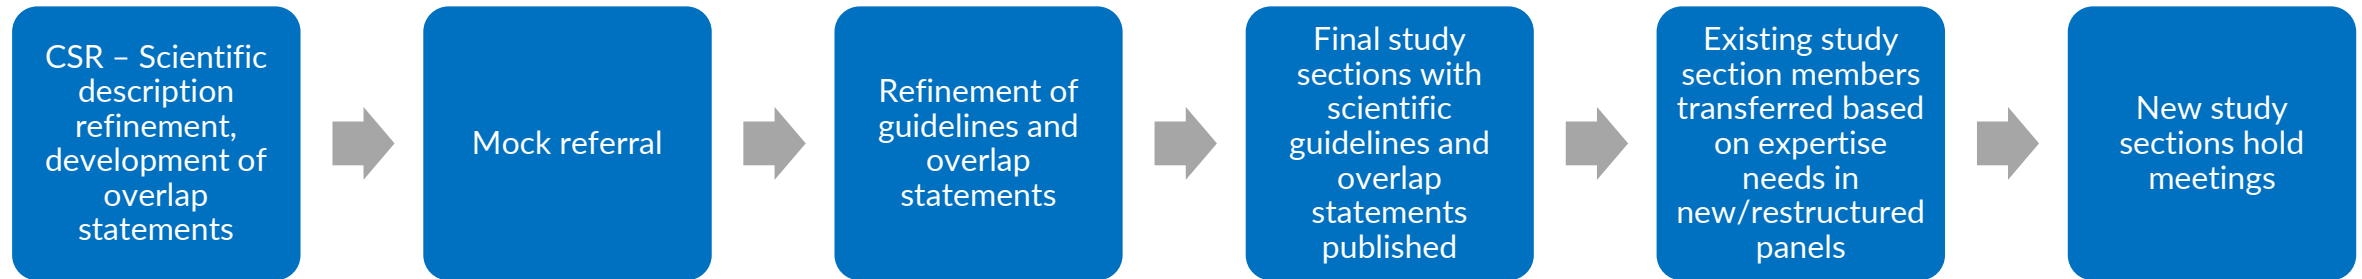 CSR – Scientific
description
refinement,
development of
overlap
statements
Mock referral
Refinement of
guidelines and
overlap
statements
Final study
sections with
scientific
guidelines and
overlap
statements
published
Existing study
section members
transferred based
on expertise
needs in
new/restructured
panels
New study
sections hold
meetings